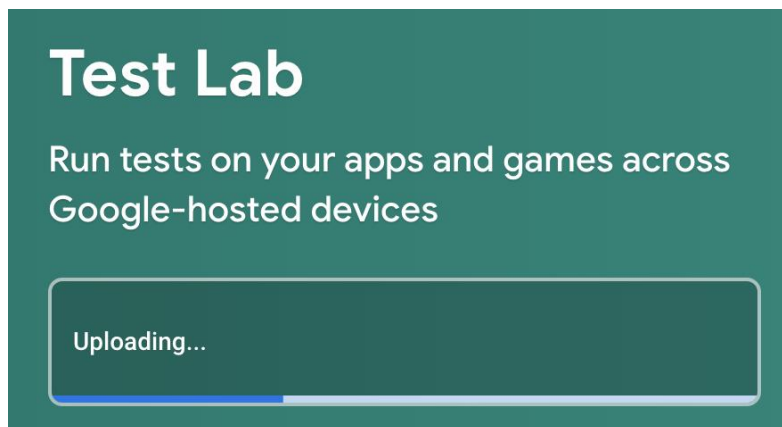 Test Lab
Run tests on your apps and games across
Google-hosted devices
Uploading...